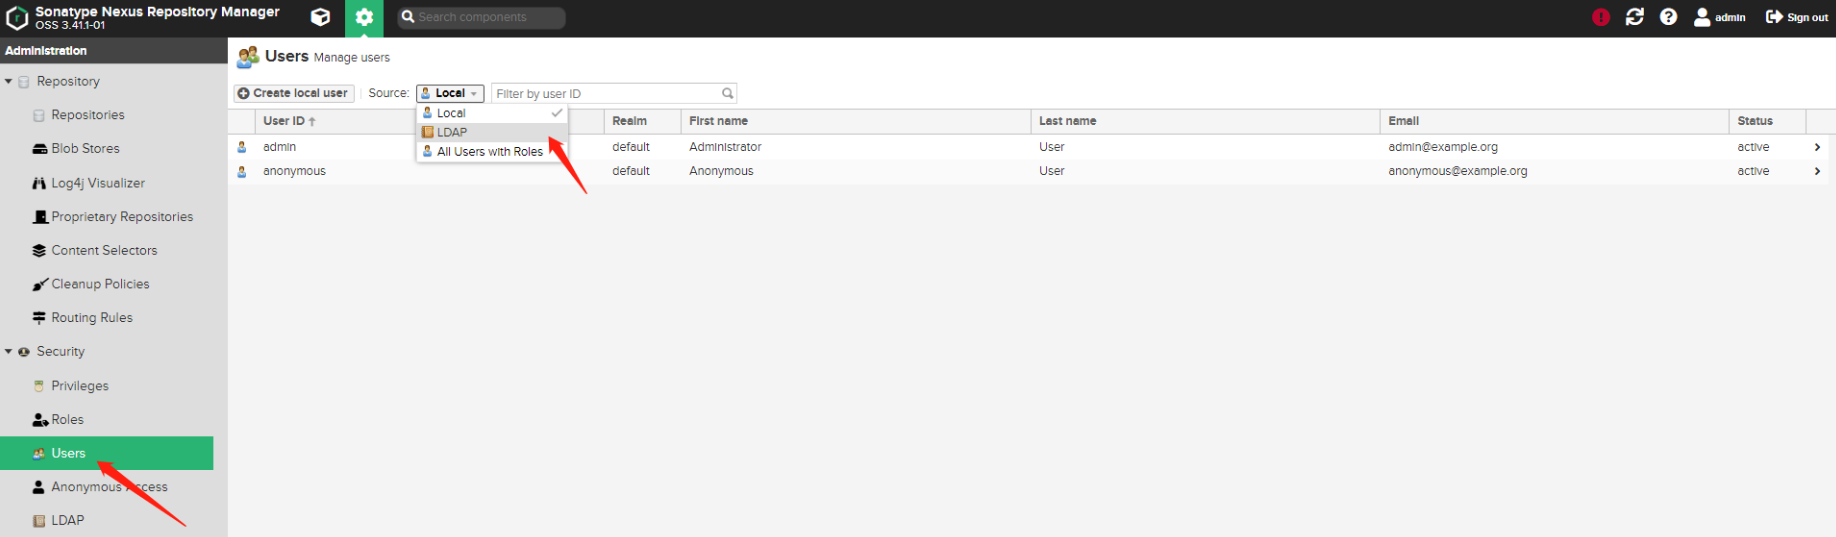 Sonatype Nexus Repository Manager
OSS 3.41.1-01
Search components
admin
Sign out
Administration
Repository
Repositories
Blob Stores
Log4j Visualizer
Proprietary Repositories
Content Selectors
Cleanup Policies
Routing Rules
Security
Privileges
Roles
Users
Anonymous Access
LDAP
Users Manage users
Create local user Source: Local Filter by user ID
Local
LDAP
All Users with Roles
User ID Realm First name Last name Email Status
admin default Administrator User admin@example.org active
anonymous default Anonymous User anonymous@example.org active